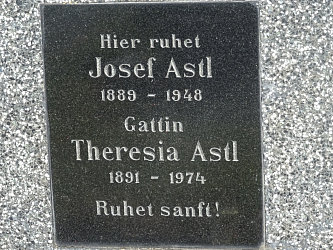 Hier ruhet
Josef Astl
1889 - 1948
Gattin
Theresia Astl
1891 - 1974
Ruhet sanft!